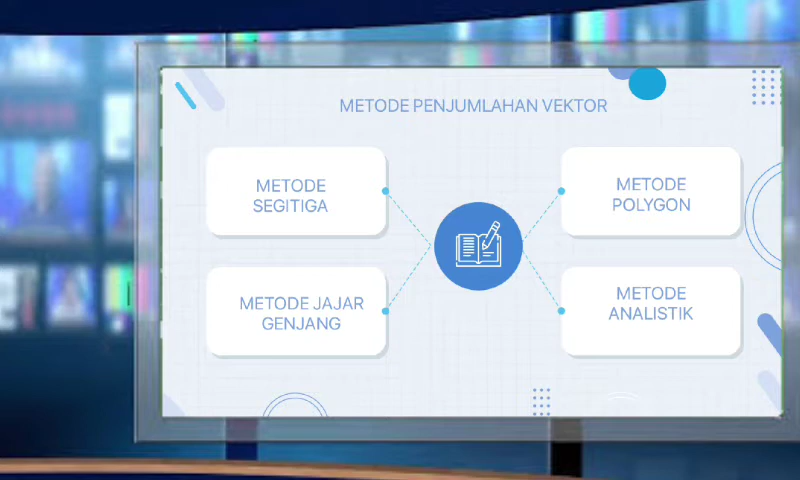 METODE PENJUMLAHAN VEKTOR
METODE
SEGITIGA
METODE
POLYGON
METODE JAJAR
GENJANG
METODE
ANALISTIK